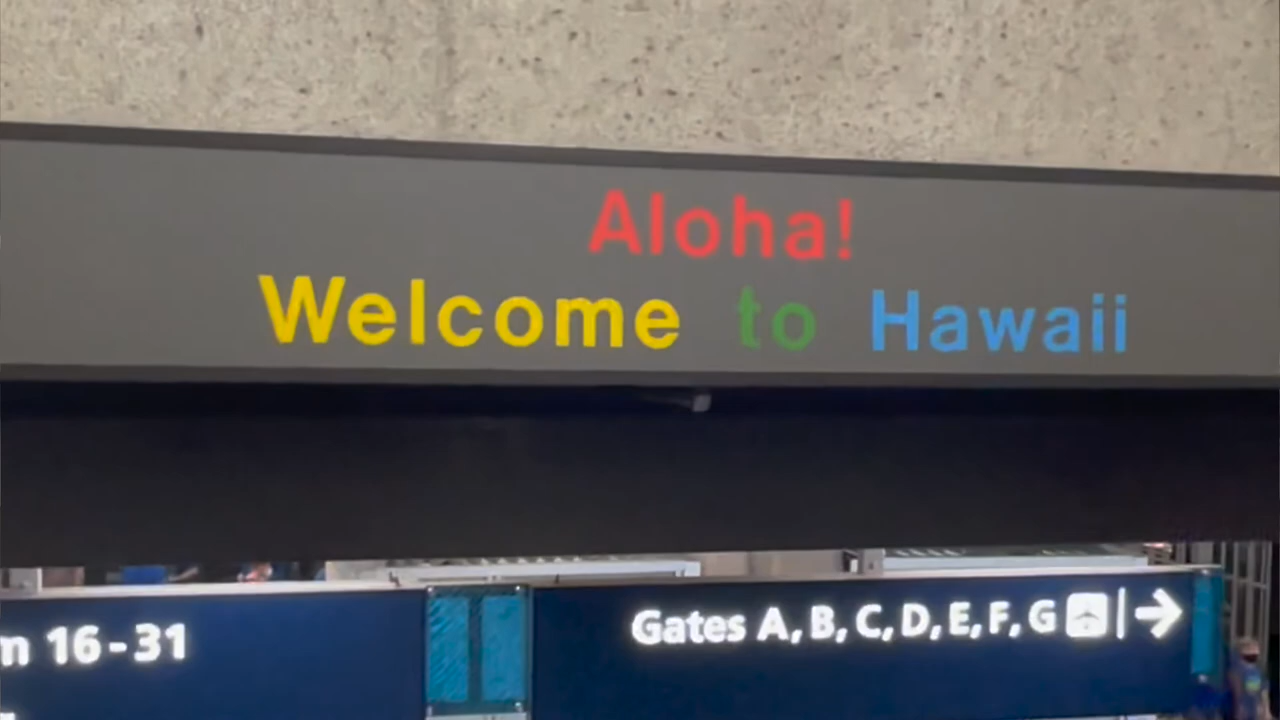 Aloha!
Welcome to Hawaii
16-31
Gates A, B, C, D, E, F, G